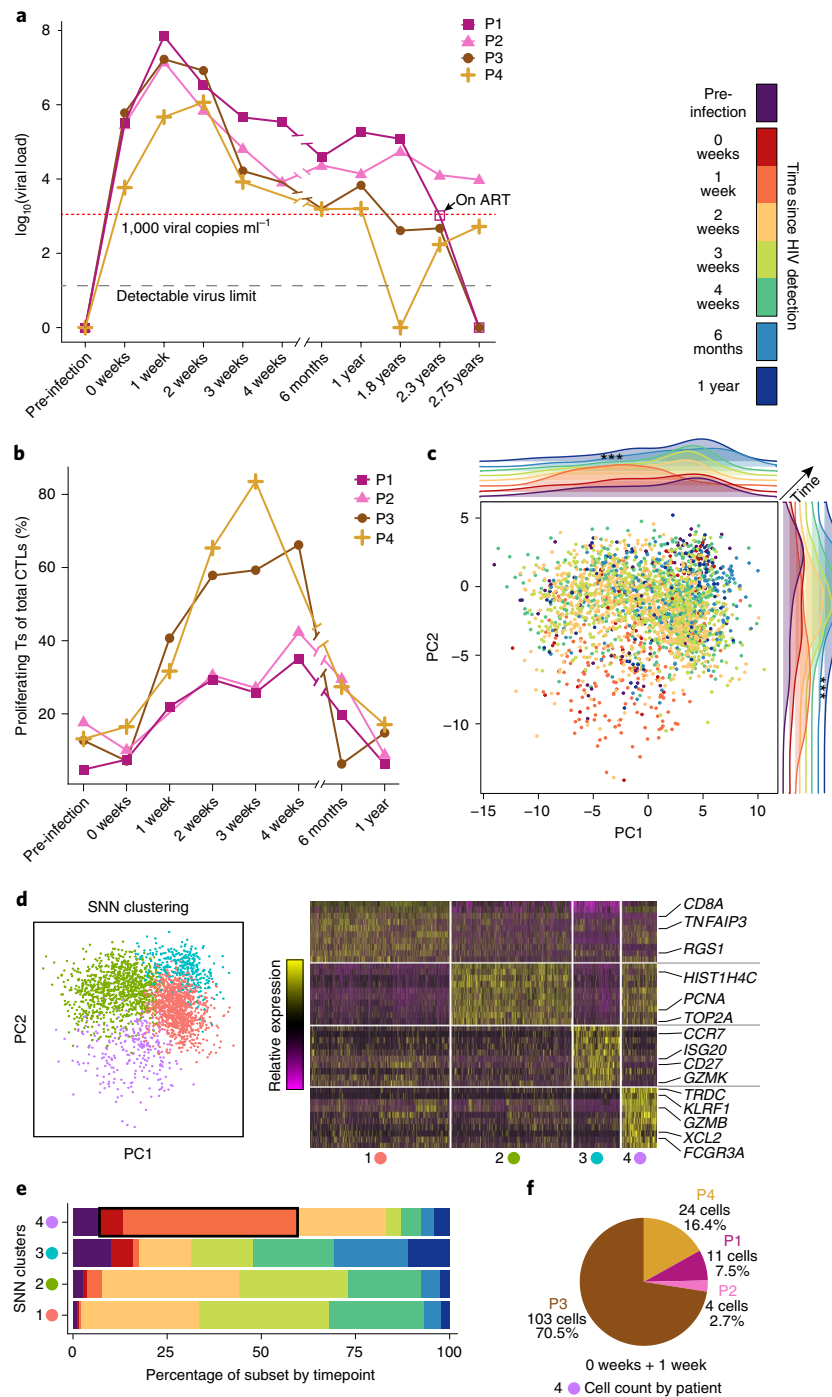 a
8
6
4
2
0
log10(viral load)
P1
P2
P3
P4
On ART
1,000 viral copies ml−1
Detectable virus limit
Pre-infection
0 weeks
1 week
2 weeks
3 weeks
4 weeks
6 months
1 year
1.8 years
2.3 years
2.75 years
Pre-
infection
0
weeks
1
week
2
weeks
3
weeks
4
weeks
6
months
1 year
Time since HIV detection
b
80
60
40
20
Proliferating Ts of total CTLs (%)
P1
P2
P3
P4
Pre-infection
0 weeks
1 week
2 weeks
3 weeks
4 weeks
6 months
1 year
c
***
Time
***
5
0
−5
−10
PC2
−15
−10
−5
0
5
10
PC1
d
SNN clustering
PC2
PC1
Relative expression
CD8A
TNFAIP3
RGS1
HIST1H4C
PCNA
TOP2A
CCR7
ISG20
CD27
GZMK
TRDC
KLRF1
GZMB
XCL2
FCGR3A
1
2
3
4
e
SNN clusters
4
3
2
1
0
25
50
75
100
Percentage of subset by timepoint
f
P4
24 cells
16.4%
P1
11 cells
7.5%
P2
4 cells
2.7%
P3
103 cells
70.5%
0 weeks + 1 week
4 Cell count by patient